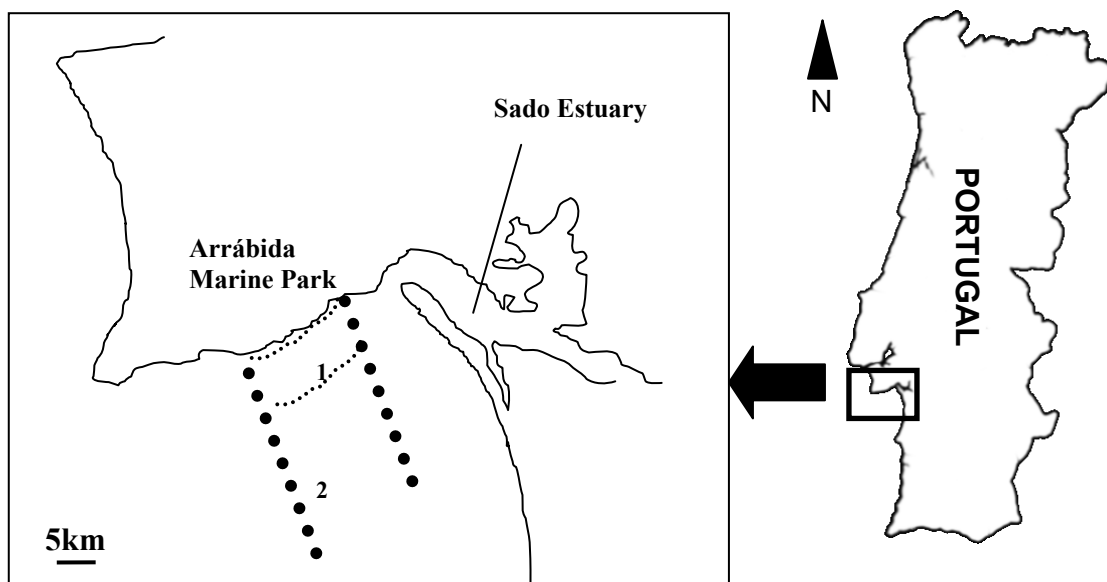 Sado Estuary
Arrábida
Marine Park
1
2
5km
N
PORTUGAL